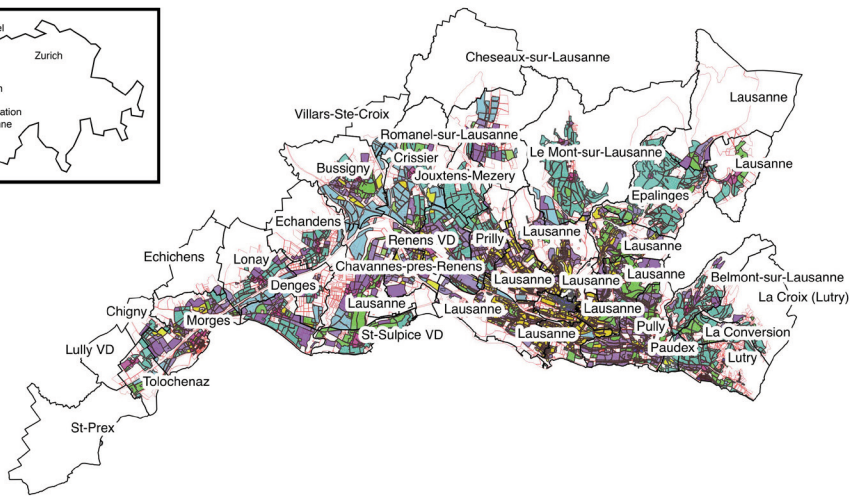 el
Zurich
n
ation
ne
Cheseaux-sur-Lausanne
Lausanne
Villars-Ste-Croix
Romanel-sur-Lausanne
Crissier
Le Mont-sur-Lausanne
Lausanne
Bussigny
Jouxtens-Mezery
Epalinges
Echandens
Renens VD
Prilly
Lausanne
Lausanne
Echichens
Lonay
Chavannes-pres-Renens
Lausanne
Lausanne
Lausanne
Belmont-sur-Lausanne
Denges
La Croix (Lutry)
Chigny
Lausanne
Lausanne
Lausanne
Morges
St-Sulpice VD
Lausanne
Pully
La Conversion
Lully VD
Paudex
Lutry
Tolochenaz
St-Prex